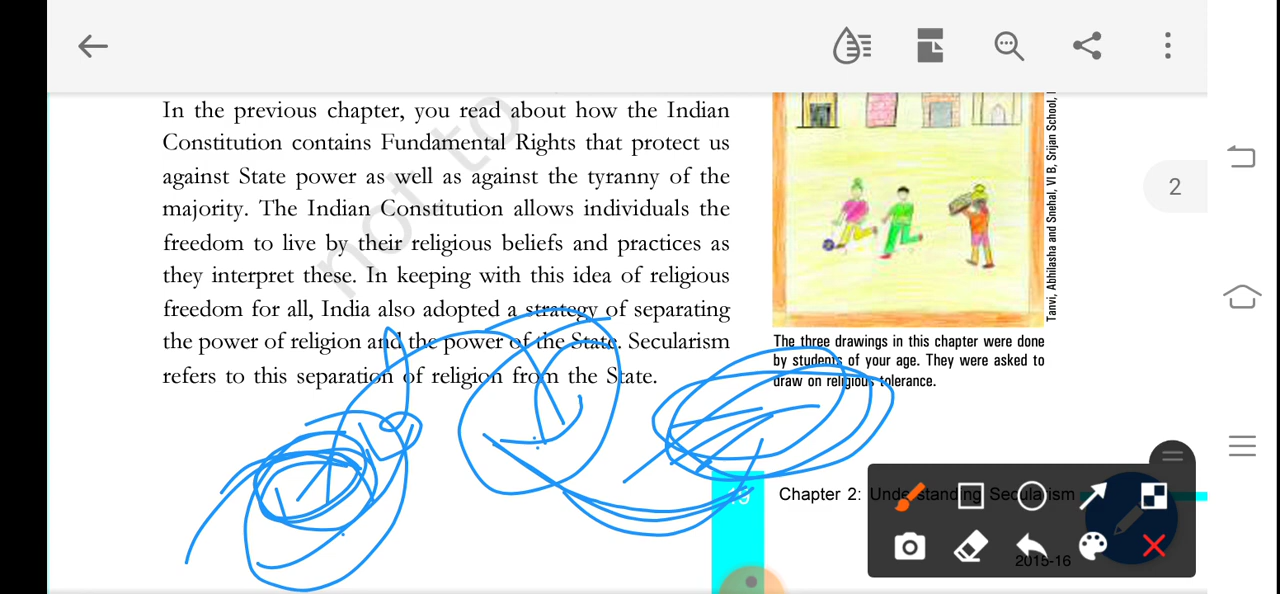 In the previous chapter, you read about how the Indian
Constitution contains Fundamental Rights that protect us
against State power as well as against the tyranny of the
majority. The Indian Constitution allows individuals the
freedom to live by their religious beliefs and practices as
they interpret these. In keeping with this idea of religious
freedom for all, India also adopted a strategy of separating
the power of religion and the power of the State. Secularism
refers to this separation of religion from the State.
not to
Tanvi, Abhilasha and Snehal, VI B, Srijan School,
The three drawings in this chapter were done
by students of your age. They were asked to
draw on religious tolerance.
2
Chapter 2: Understanding Secularism
2015-16